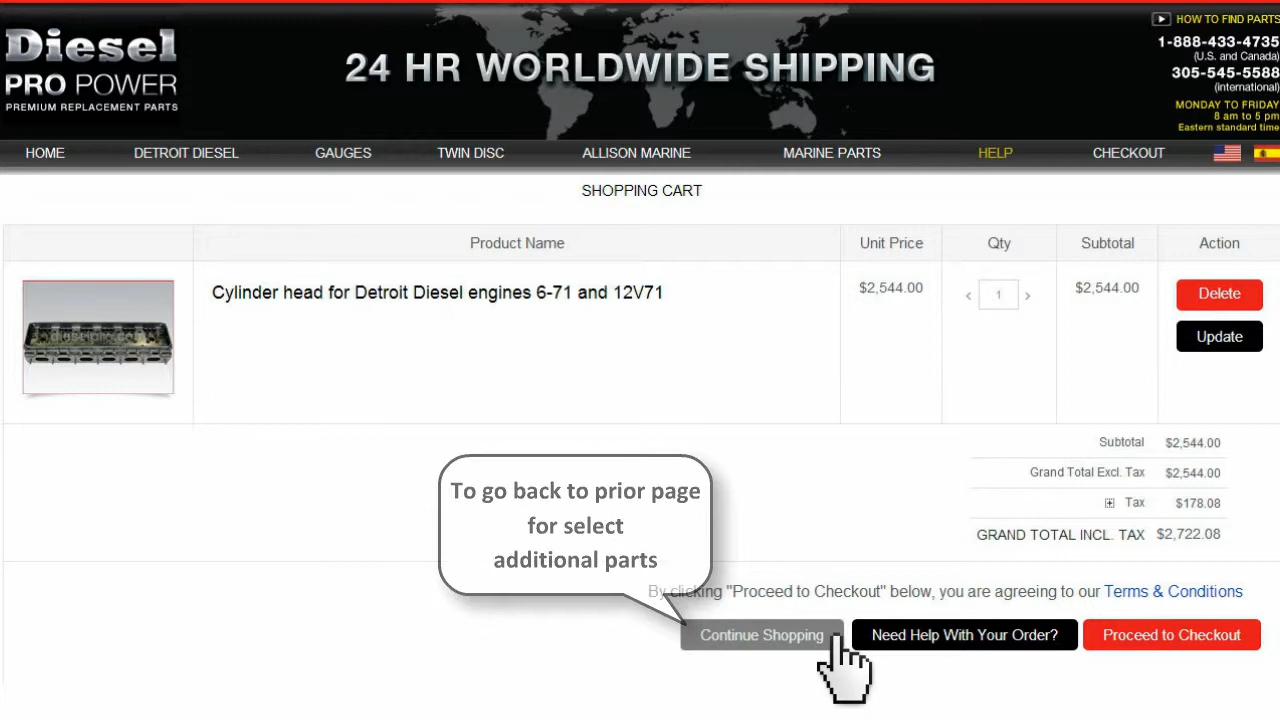 Diesel
PRO POWER
PREMIUM REPLACEMENT PARTS
24 HR WORLDWIDE SHIPPING
HOW TO FIND PARTS
1-888-433-4735
(U.S. and Canada)
305-545-5588
(international)
MONDAY TO FRIDAY
8 am to 5 pm
Eastern standard time
HOME DETROIT DIESEL GAUGES TWIN DISC ALLISON MARINE MARINE PARTS HELP CHECKOUT
SHOPPING CART
Product Name Unit Price Qty Subtotal Action
Cylinder head for Detroit Diesel engines 6-71 and 12V71 $2,544.00 < 1 > $2,544.00 Delete
Update
Subtotal $2,544.00
Grand Total Excl. Tax $2,544.00
Tax $178.08
GRAND TOTAL INCL. TAX $2,722.08
To go back to prior page
for select
additional parts
By clicking "Proceed to Checkout" below, you are agreeing to our Terms & Conditions
Continue Shopping Need Help With Your Order? Proceed to Checkout